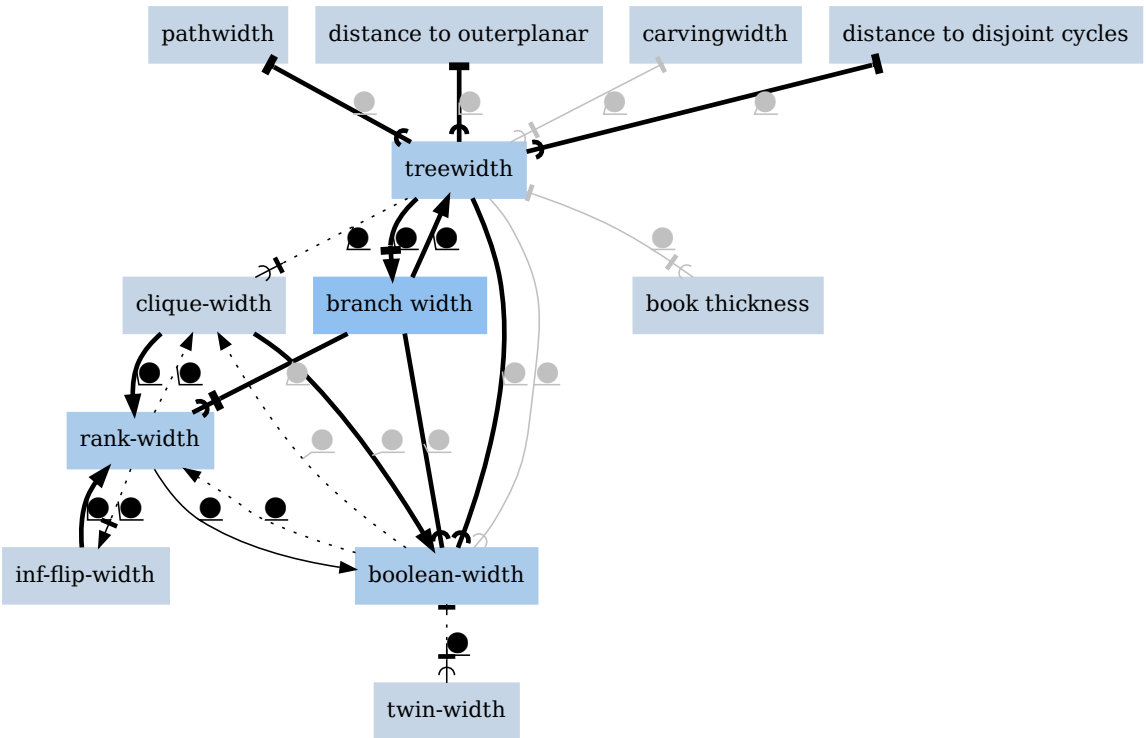 pathwidth
distance to outerplanar
carvingwidth
distance to disjoint cycles
treewidth
clique-width
branch width
book thickness
rank-width
inf-flip-width
boolean-width
twin-width